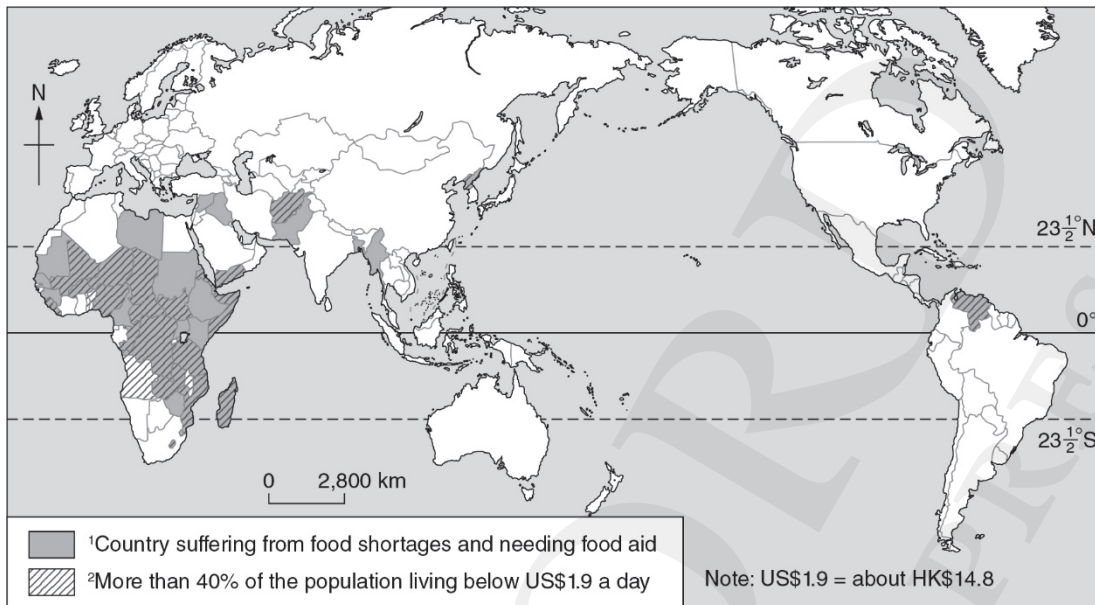 N
23½°N
0°
23½°S
0 2,800 km
¹Country suffering from food shortages and needing food aid
²More than 40% of the population living below US$1.9 a day
Note: US$1.9 = about HK$14.8